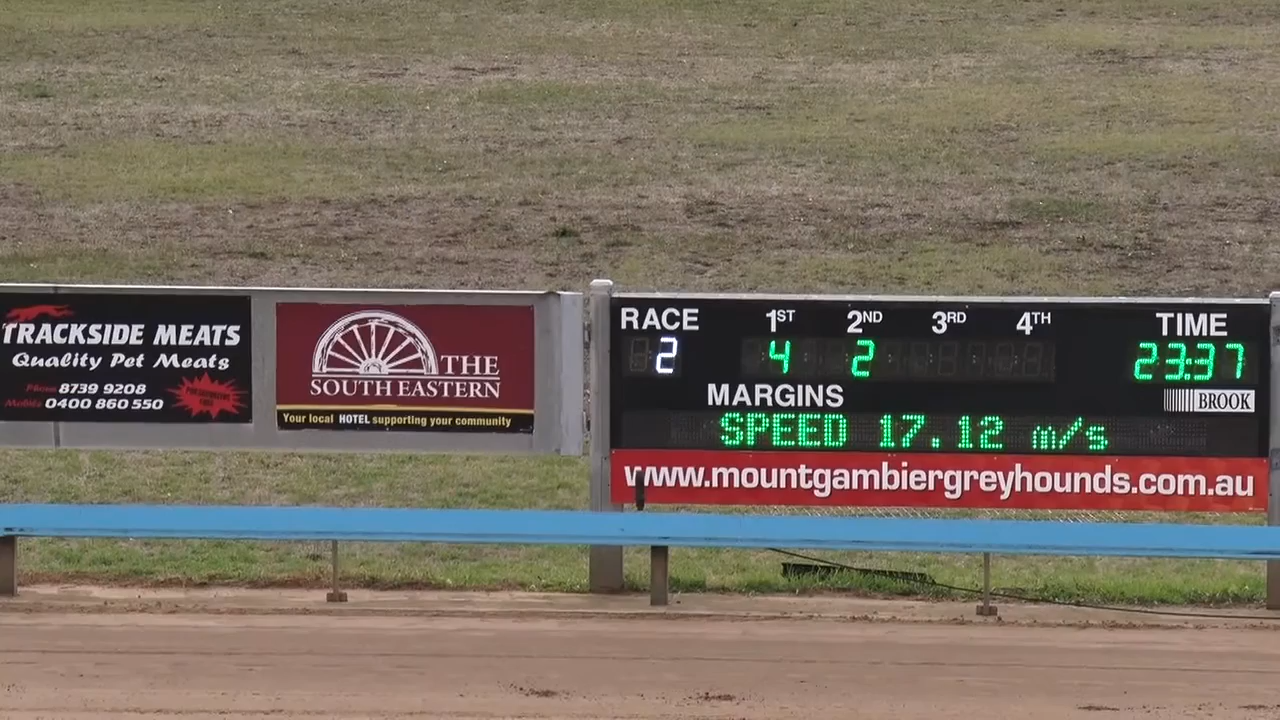 TRACKSIDE MEATS
Quality Pet Meats
Phone 8739 9208
Mobile 0400 860 550
THE
SOUTH EASTERN
Your local HOTEL supporting your community
RACE 1ST 2ND 3RD 4TH TIME
2 4 2 23:37
MARGINS
BROOK
SPEED 17.12 m/s
www.mountgambiergreyhounds.com.au